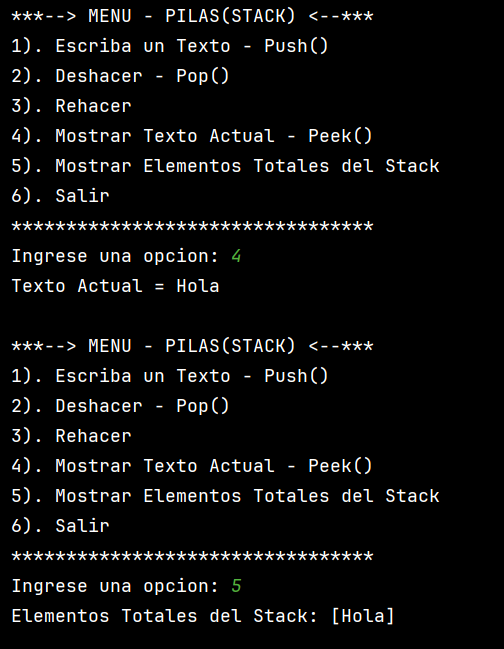 ***--> MENU - PILAS(STACK) <--***
1). Escriba un Texto - Push()
2). Deshacer - Pop()
3). Rehacer
4). Mostrar Texto Actual - Peek()
5). Mostrar Elementos Totales del Stack
6). Salir
*********************************
Ingrese una opcion: 4
Texto Actual = Hola
***--> MENU - PILAS(STACK) <--***
1). Escriba un Texto - Push()
2). Deshacer - Pop()
3). Rehacer
4). Mostrar Texto Actual - Peek()
5). Mostrar Elementos Totales del Stack
6). Salir
*********************************
Ingrese una opcion: 5
Elementos Totales del Stack: [Hola]